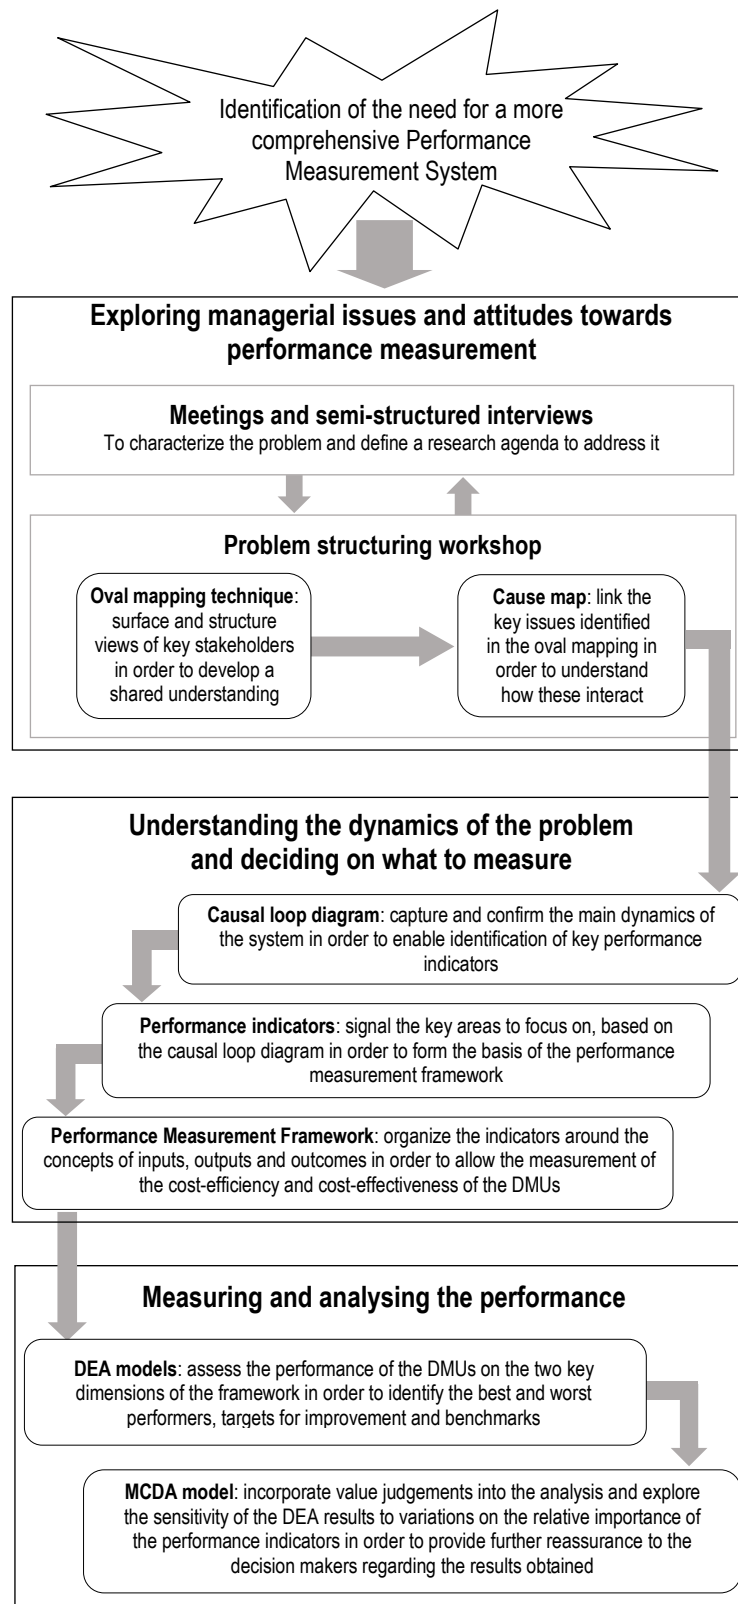 Identification of the need for a more
comprehensive Performance
Measurement System
Exploring managerial issues and attitudes towards
performance measurement
Meetings and semi-structured interviews
To characterize the problem and define a research agenda to address it
Problem structuring workshop
Oval mapping technique:
surface and structure
views of key stakeholders
in order to develop a
shared understanding
Cause map: link the
key issues identified
in the oval mapping in
order to understand
how these interact
Understanding the dynamics of the problem
and deciding on what to measure
Causal loop diagram: capture and confirm the main dynamics of
the system in order to enable identification of key performance
indicators
Performance indicators: signal the key areas to focus on, based on
the causal loop diagram in order to form the basis of the performance
measurement framework
Performance Measurement Framework: organize the indicators around the
concepts of inputs, outputs and outcomes in order to allow the measurement of
the cost-efficiency and cost-effectiveness of the DMUs
Measuring and analysing the performance
DEA models: assess the performance of the DMUs on the two key
dimensions of the framework in order to identify the best and worst
performers, targets for improvement and benchmarks
MCDA model: incorporate value judgements into the analysis and explore
the sensitivity of the DEA results to variations on the relative importance of
the performance indicators in order to provide further reassurance to the
decision makers regarding the results obtained